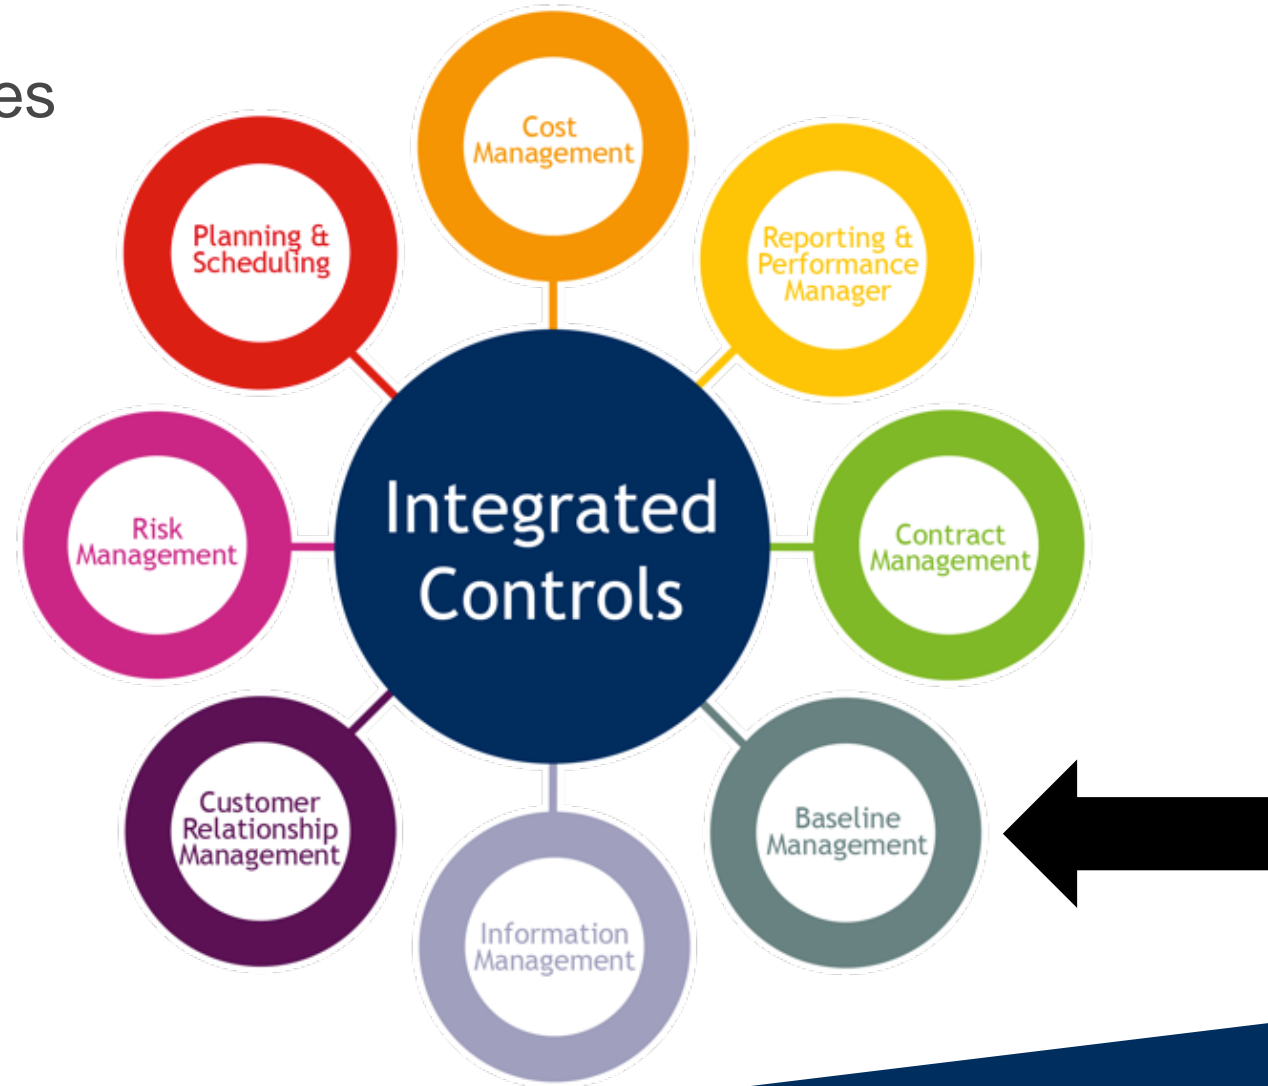 es
Cost
Management
Planning &
Scheduling
Reporting &
Performance
Manager
Integrated
Controls
Risk
Management
Contract
Management
Customer
Relationship
Management
Baseline
Management
Information
Management